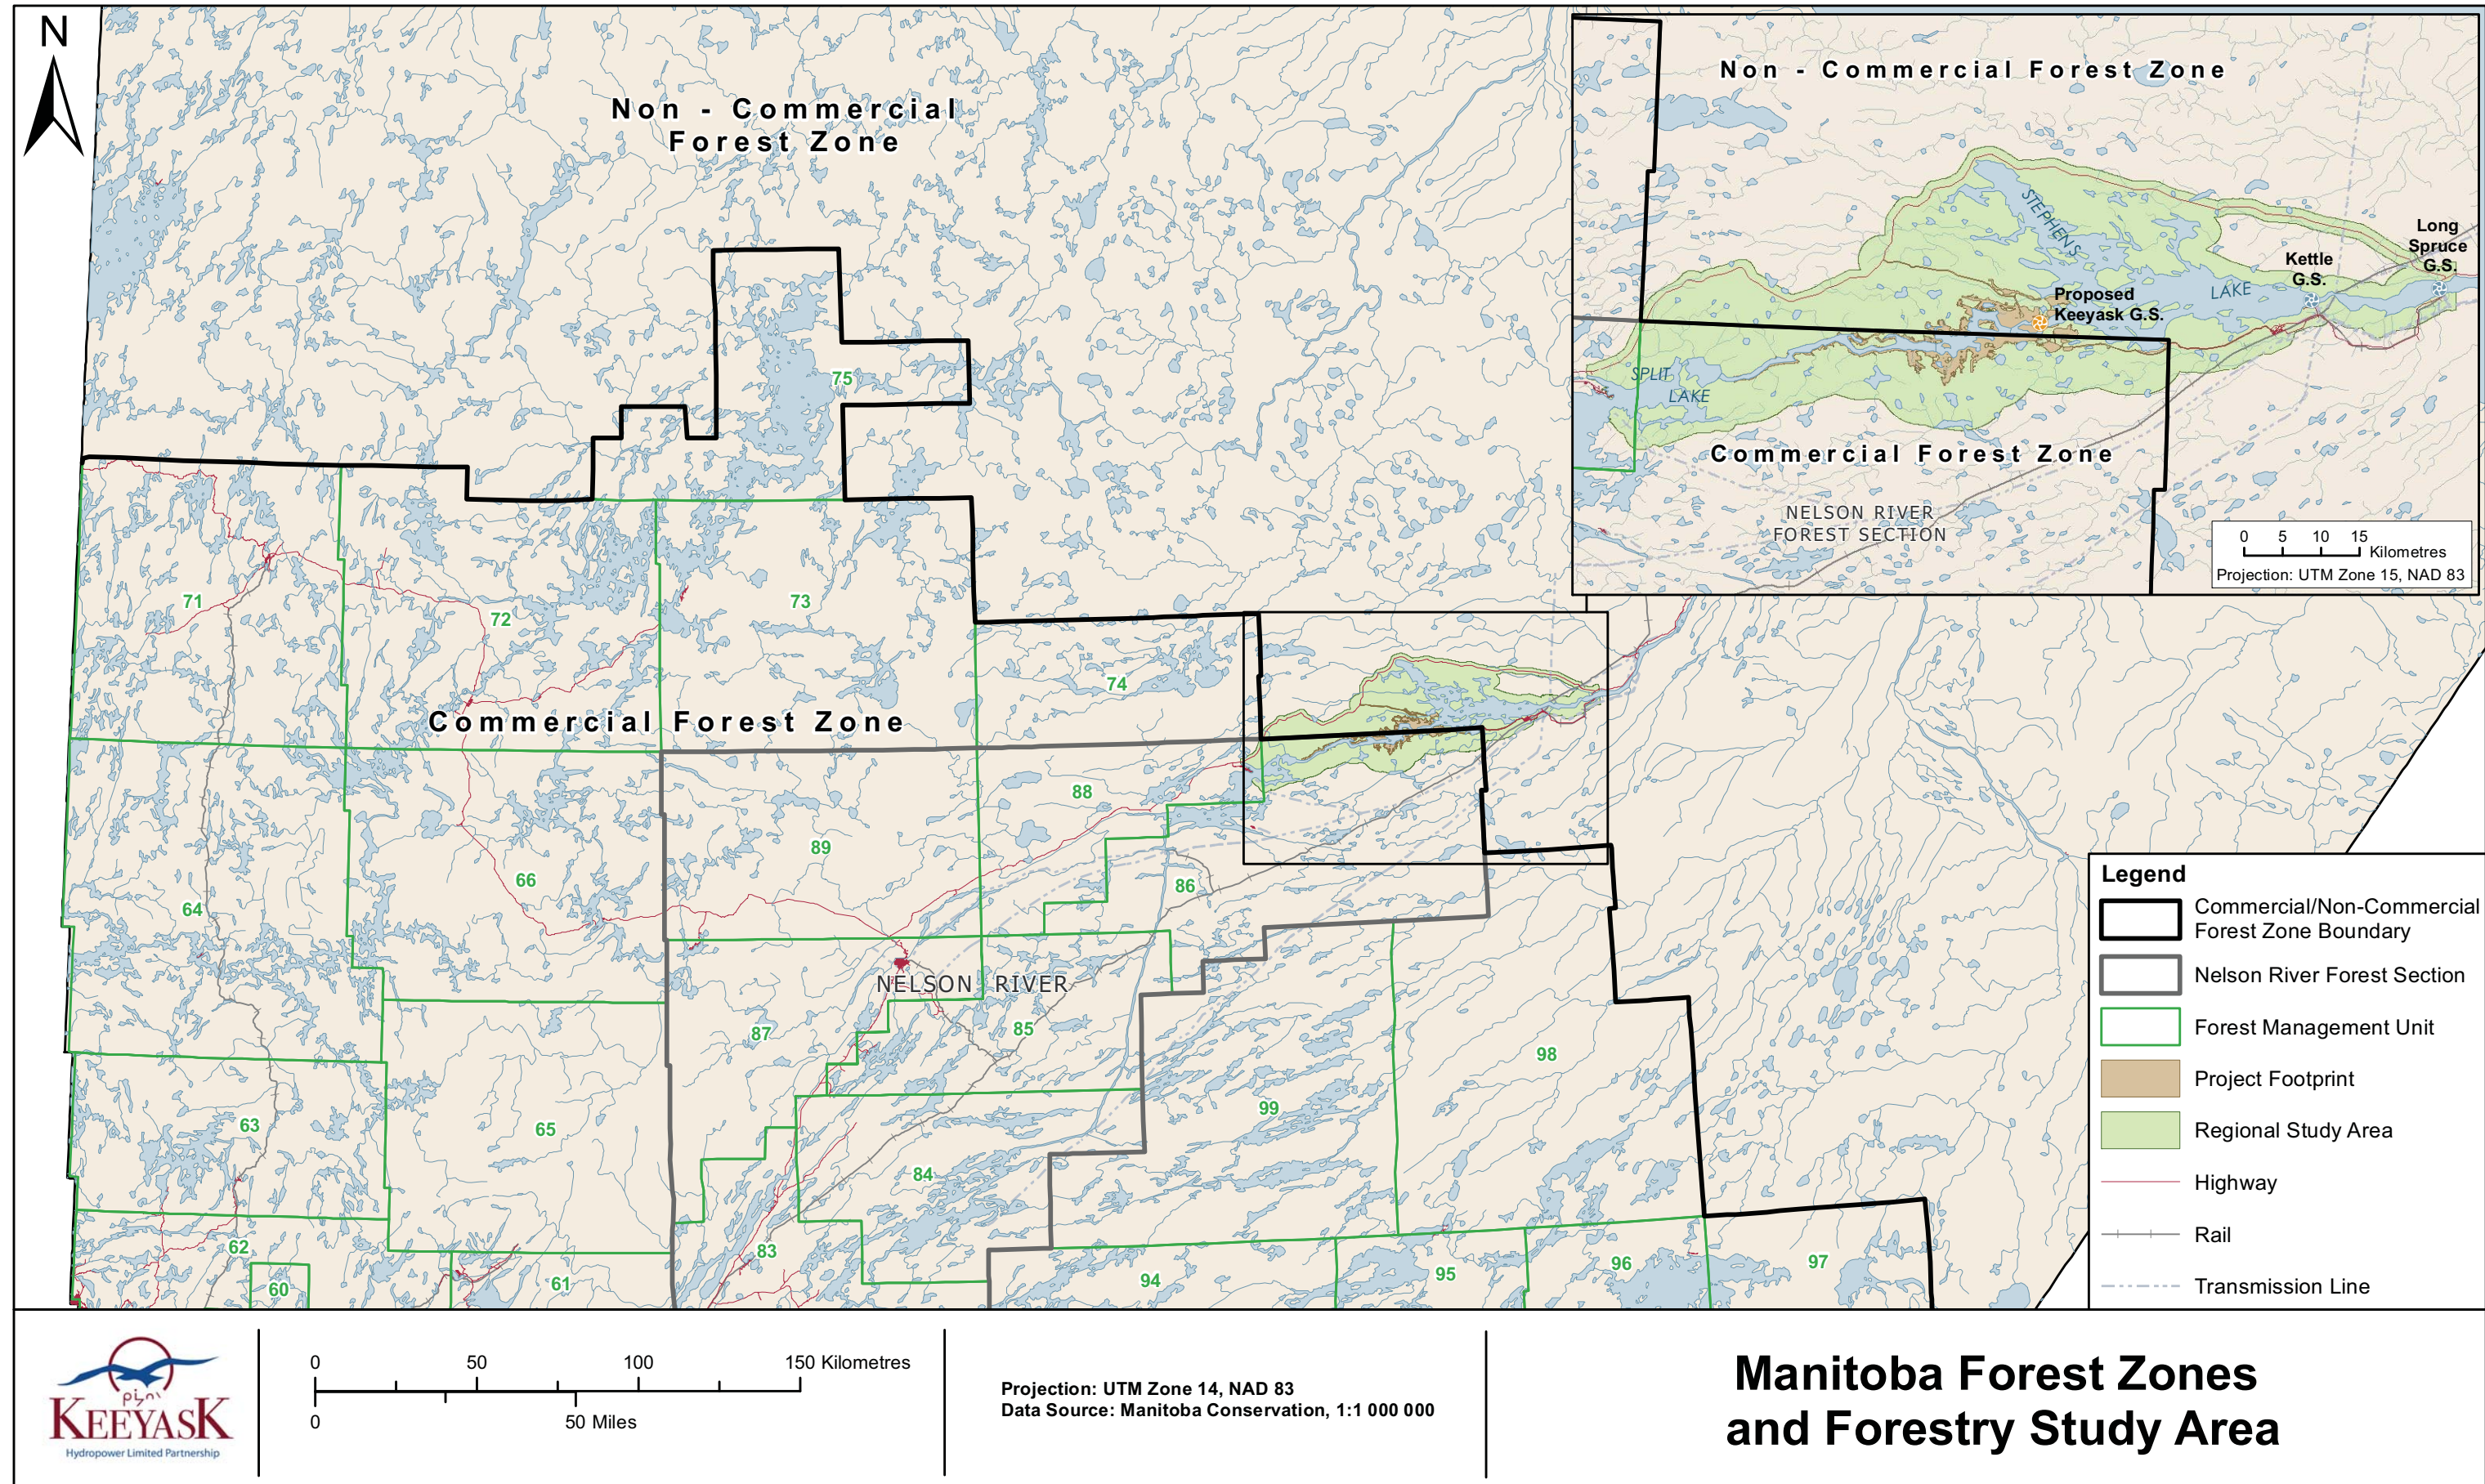 N
Non - Commercial
Forest Zone
75
71
72
73
74
Commercial Forest Zone
88
89
86
66
64
NELSON RIVER
87
85
98
99
63
65
84
62
83
60
61
94
95
96
97
Non - Commercial Forest Zone
STEPHENS
LAKE
Long
Spruce
G.S.
Kettle
G.S.
Proposed
Keeyask G.S.
SPLIT
LAKE
Commercial Forest Zone
NELSON RIVER
FOREST SECTION
0 5 10 15
Kilometres
Projection: UTM Zone 15, NAD 83
Legend
Commercial/Non-Commercial
Forest Zone Boundary
Nelson River Forest Section
Forest Management Unit
Project Footprint
Regional Study Area
Highway
Rail
Transmission Line
KEEYASK
Hydropower Limited Partnership
0 50 100 150 Kilometres
0 50 Miles
Projection: UTM Zone 14, NAD 83
Data Source: Manitoba Conservation, 1:1 000 000
Manitoba Forest Zones
and Forestry Study Area